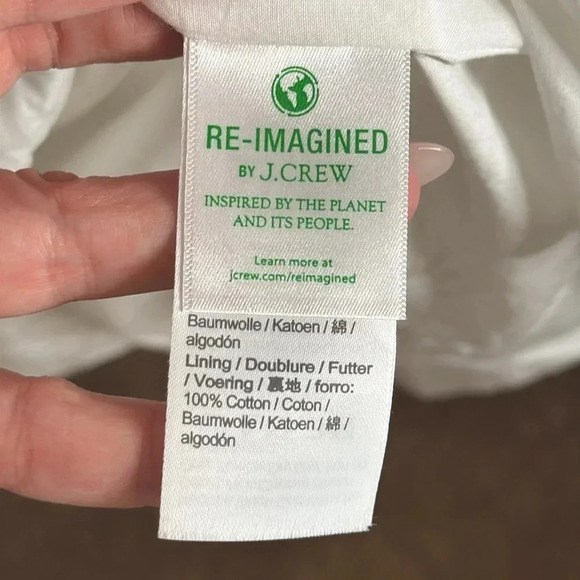 RE-IMAGINED
BY J.CREW
INSPIRED BY THE PLANET
AND ITS PEOPLE.
Learn more at
jcrew.com/reimagined
Baumwolle / Katoen / 綿 /
algodón
Lining / Doublure / Futter
/ Voering / 裏地 / forro:
100% Cotton / Coton /
Baumwolle / Katoen / 綿 /
algodón